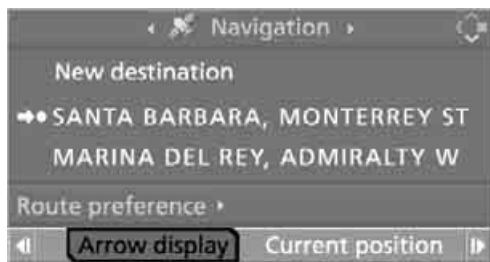 Navigation
New destination
SANTA BARBARA, MONTERREY ST
MARINA DEL REY, ADMIRALTY W
Route preference
Arrow display Current position